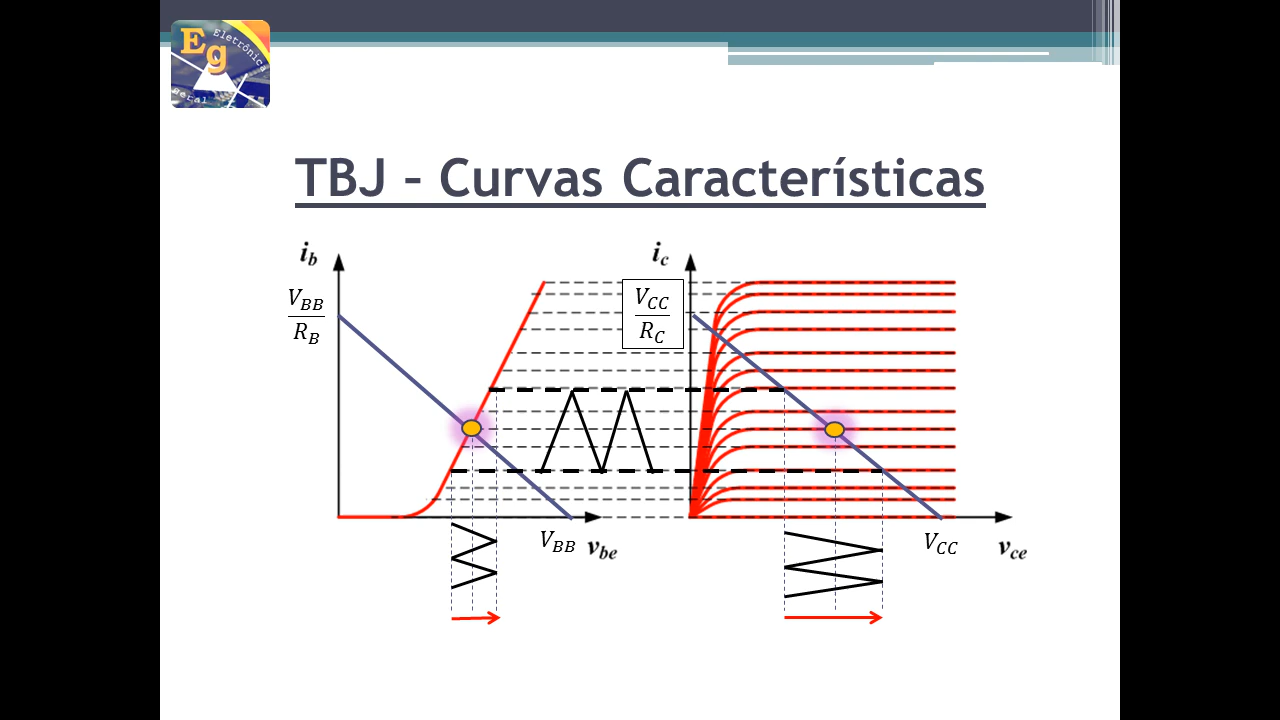 Eg
Eletrônica
Geral
TBJ – Curvas Características
i_b
V_BB
R_B
i_c
V_CC
R_C
V_BB
v_be
V_CC
v_ce